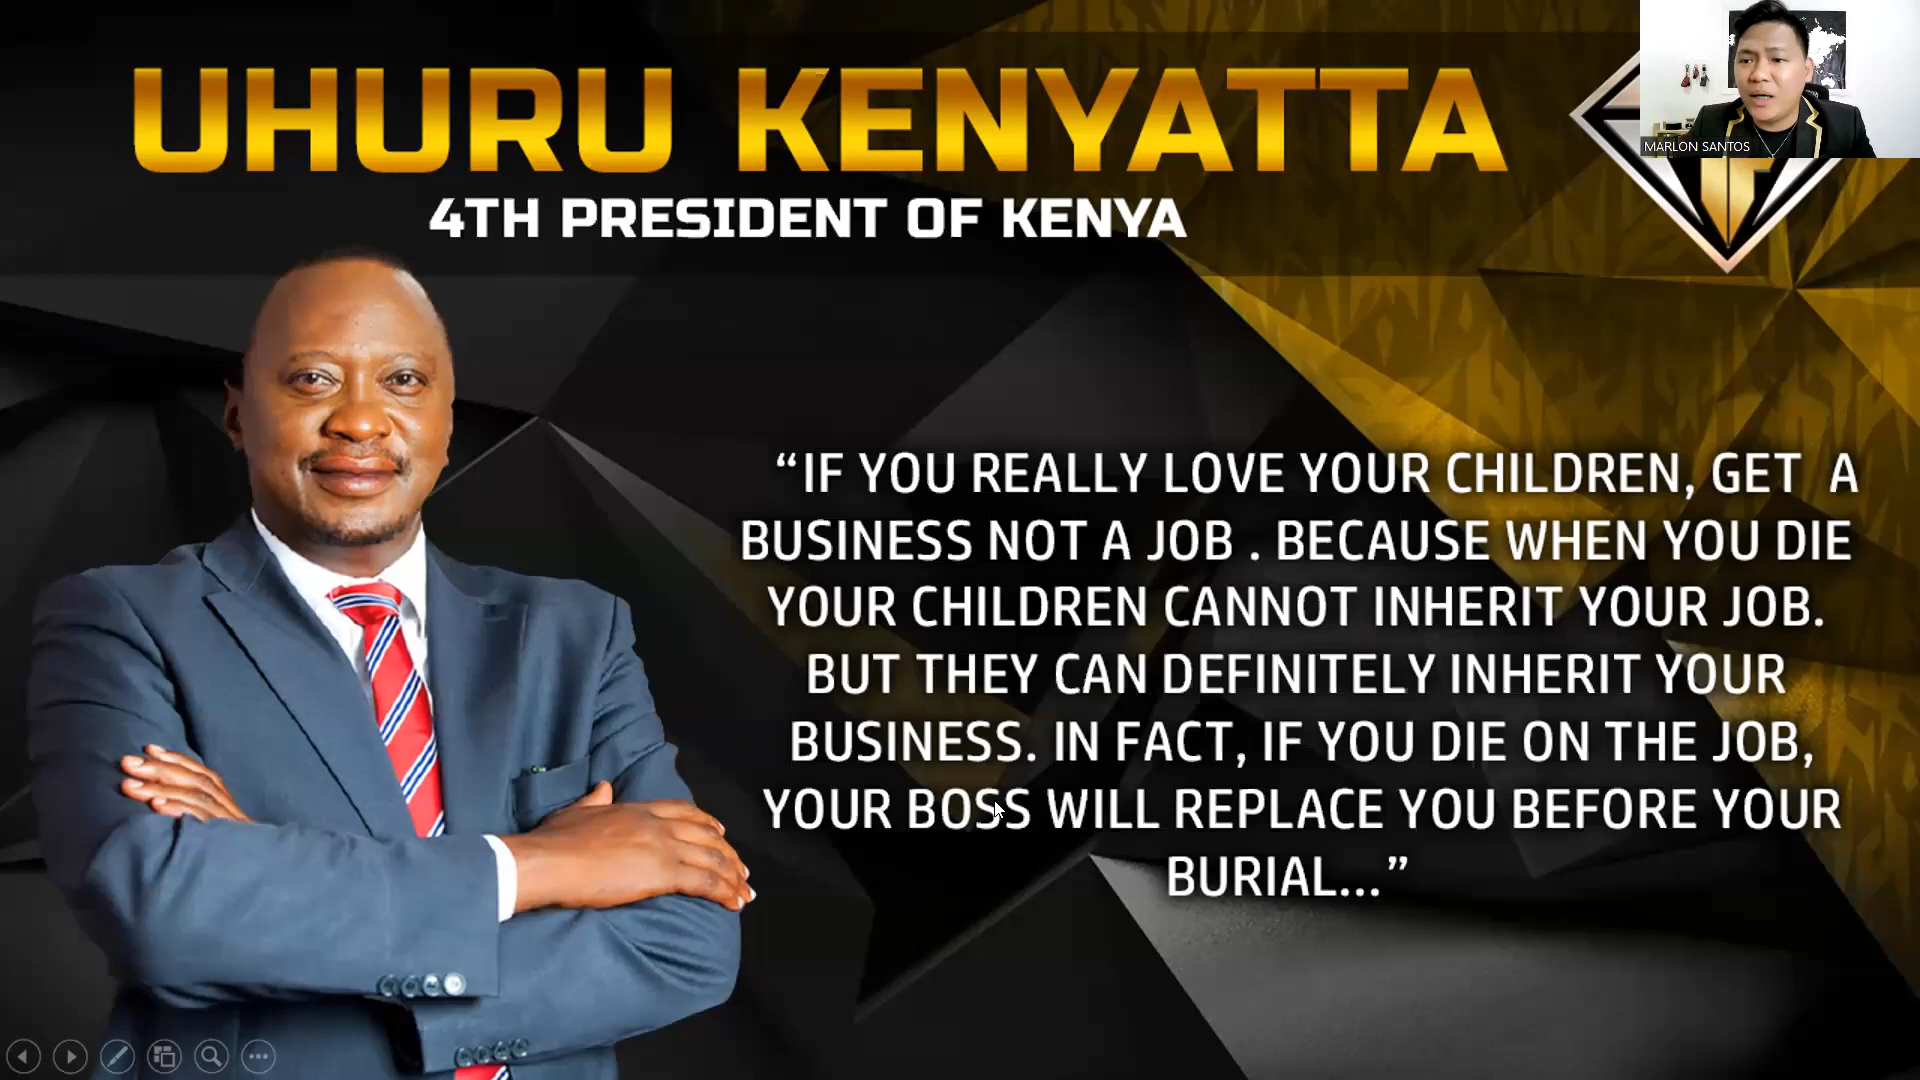 UHURU KENYATTA
4TH PRESIDENT OF KENYA
MARLON SANTOS
“IF YOU REALLY LOVE YOUR CHILDREN, GET A
BUSINESS NOT A JOB . BECAUSE WHEN YOU DIE
YOUR CHILDREN CANNOT INHERIT YOUR JOB.
BUT THEY CAN DEFINITELY INHERIT YOUR
BUSINESS. IN FACT, IF YOU DIE ON THE JOB,
YOUR BOSS WILL REPLACE YOU BEFORE YOUR
BURIAL...”